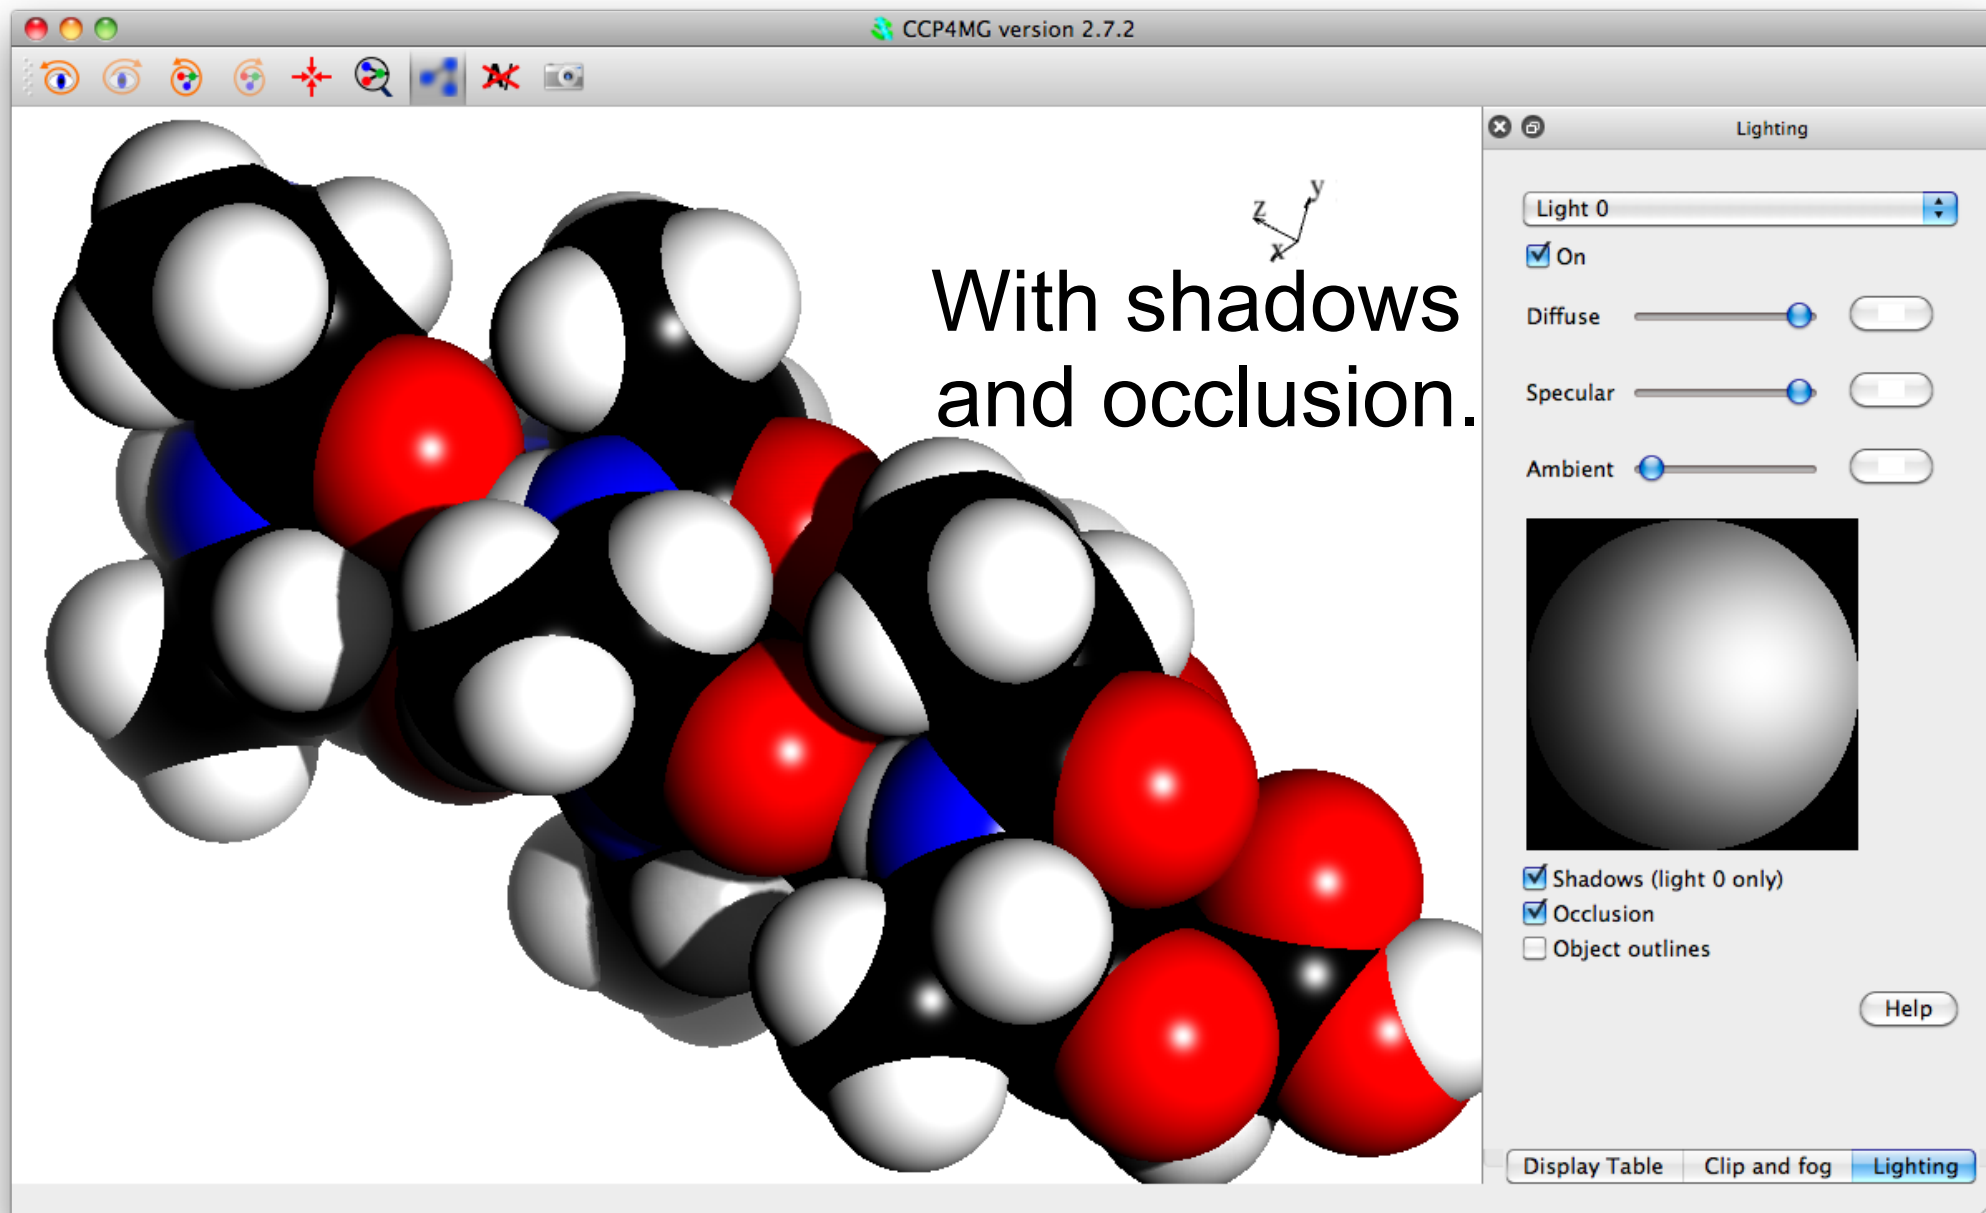 CCP4MG version 2.7.2
Lighting
y
z
x
With shadows
and occlusion.
Light 0
On
Diffuse
Specular
Ambient
Shadows (light 0 only)
Occlusion
Object outlines
Help
Display Table
Clip and fog
Lighting